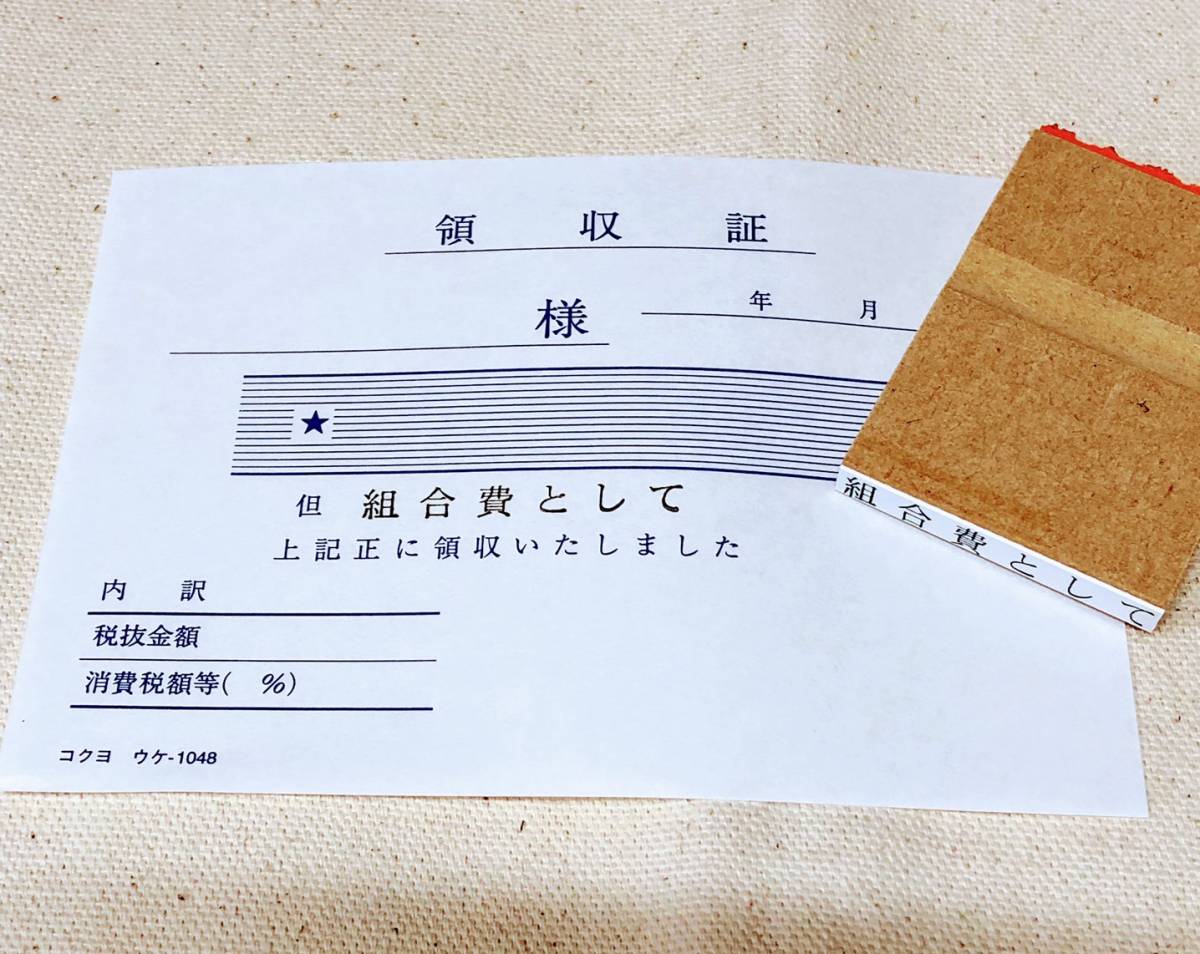 領 収 証
様
年 月
★
但 組合費として
上記正に領収いたしました
内 訳
税抜金額
消費税額等( %)
コクヨ ウケ-1048
組合費として